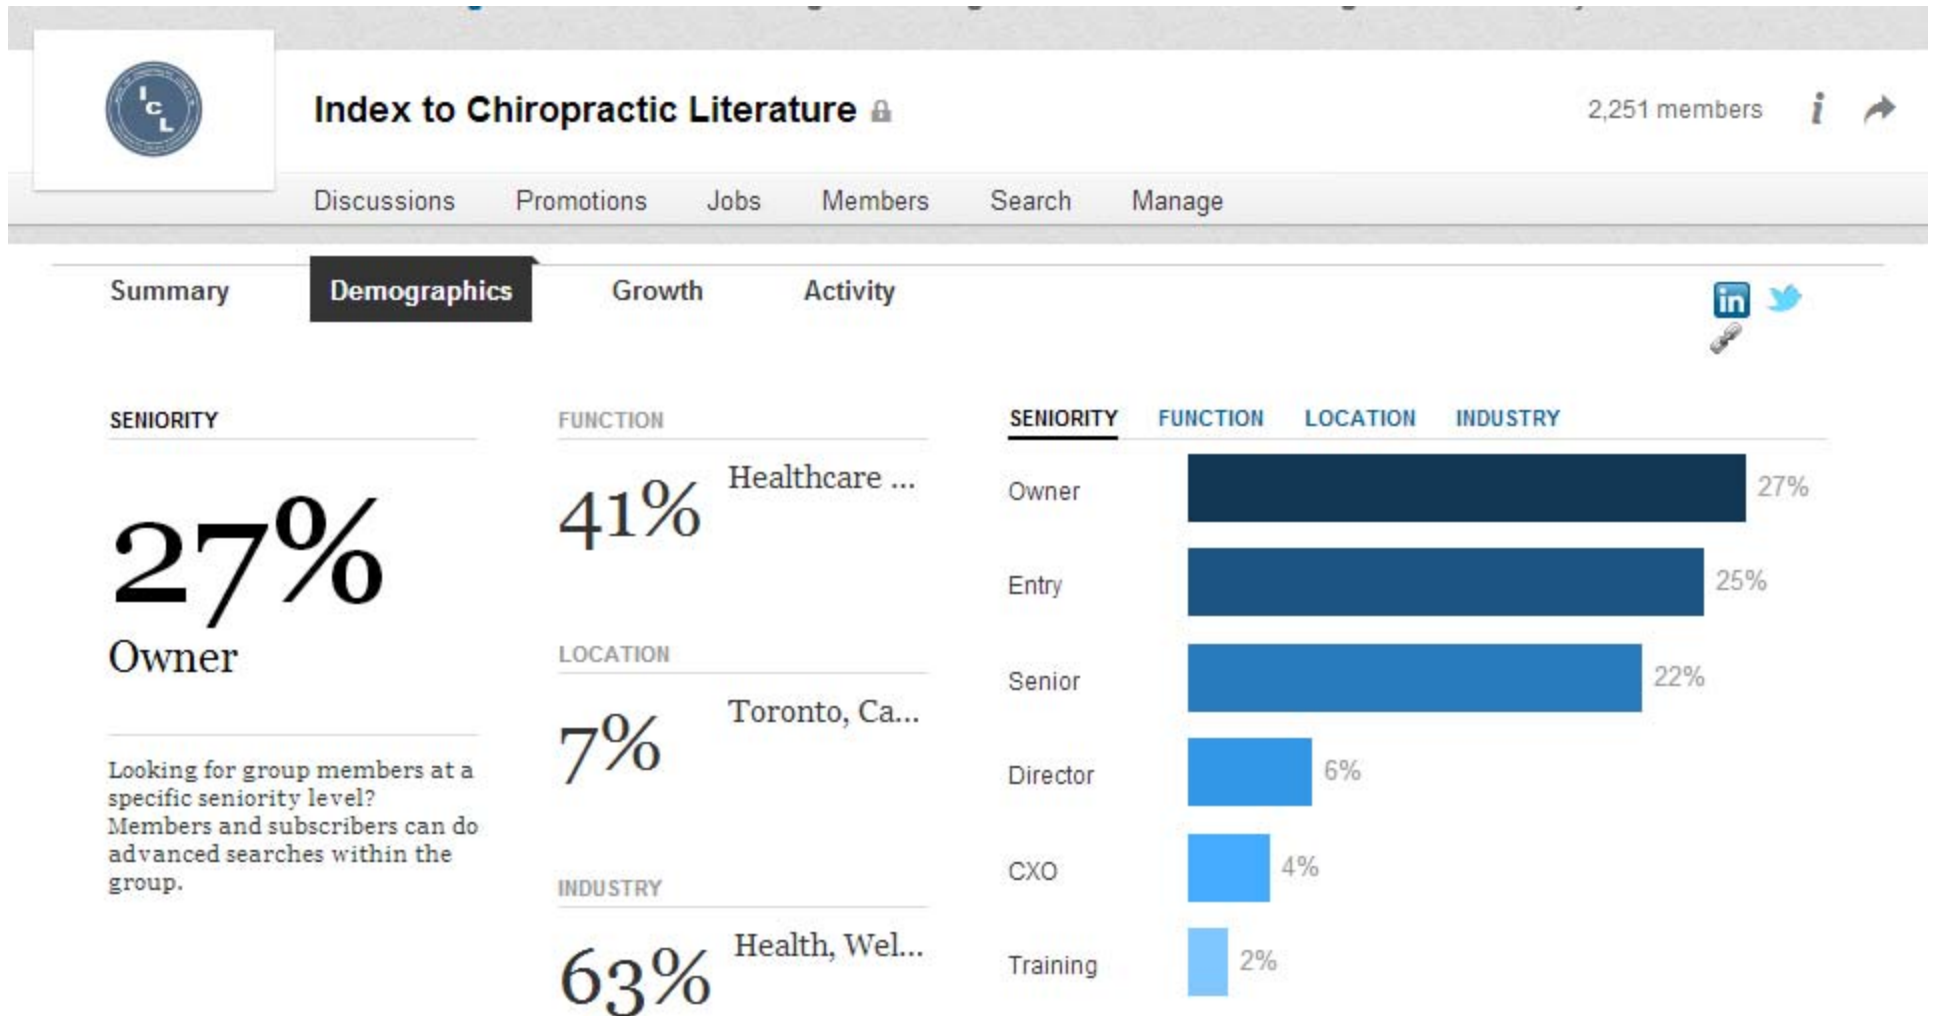 I
C
L
Index to Chiropractic Literature
2,251 members
i
Discussions Promotions Jobs Members Search Manage
Summary Demographics Growth Activity
in
SENIORITY
27%
Owner
Looking for group members at a
specific seniority level?
Members and subscribers can do
advanced searches within the
group.
FUNCTION
41% Healthcare ...
LOCATION
7% Toronto, Ca...
INDUSTRY
63% Health, Wel...
SENIORITY FUNCTION LOCATION INDUSTRY
Owner 27%
Entry 25%
Senior 22%
Director 6%
CXO 4%
Training 2%